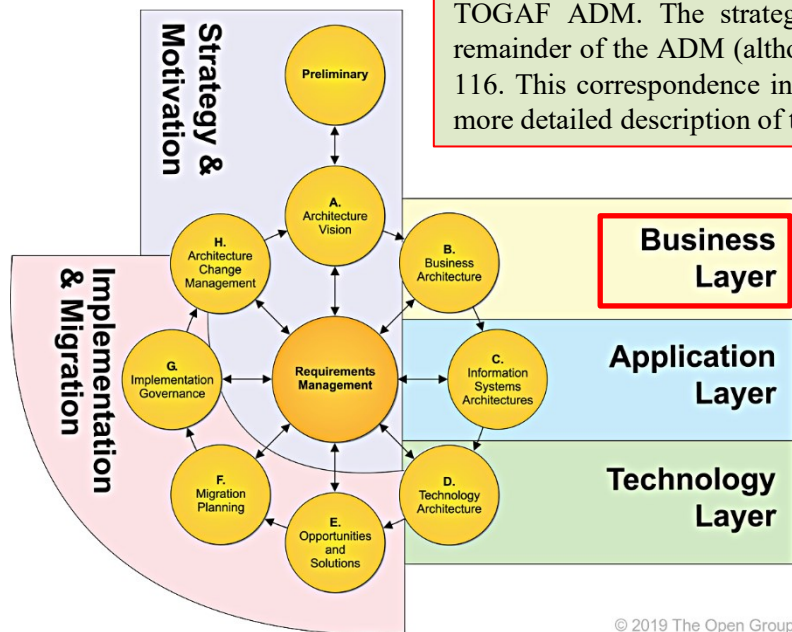 TOGAF ADM. The strateg
remainder of the ADM (altho
116. This correspondence in
more detailed description of t
Strategy &
Motivation
Preliminary
A.
Architecture
Vision
H.
Architecture
Change
Management
B.
Business
Architecture
Business
Layer
Implementation
& Migration
G.
Implementation
Governance
Requirements
Management
C.
Information
Systems
Architectures
Application
Layer
F.
Migration
Planning
E.
Opportunities
and
Solutions
D.
Technology
Architecture
Technology
Layer
© 2019 The Open Group